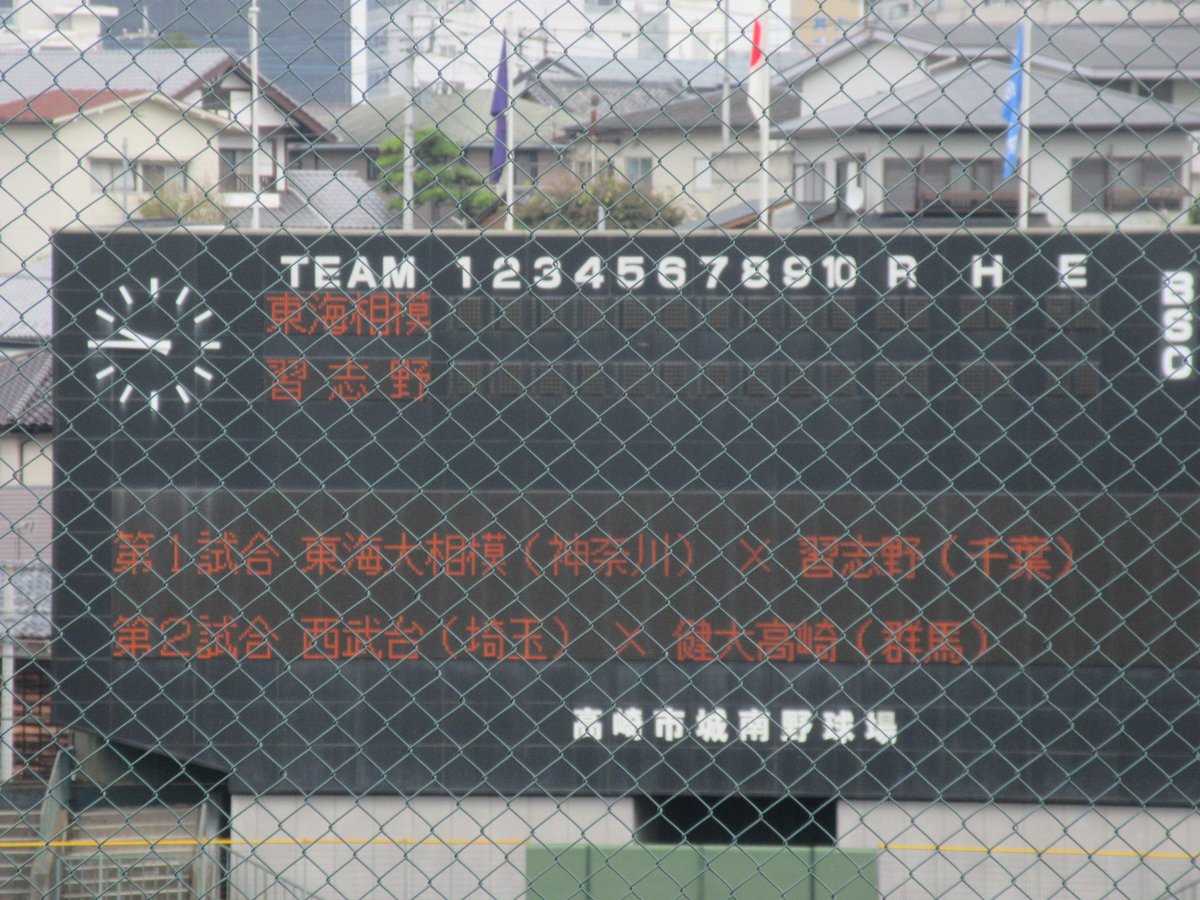 TEAM 1 2 3 4 5 6 7 8 9 10 R H E
東海相模
習志野
B
S
O
第1試合 東海大相模(神奈川) × 習志野(千葉)
第2試合 西武台(埼玉) × 健大高崎(群馬)
高崎市城南野球場